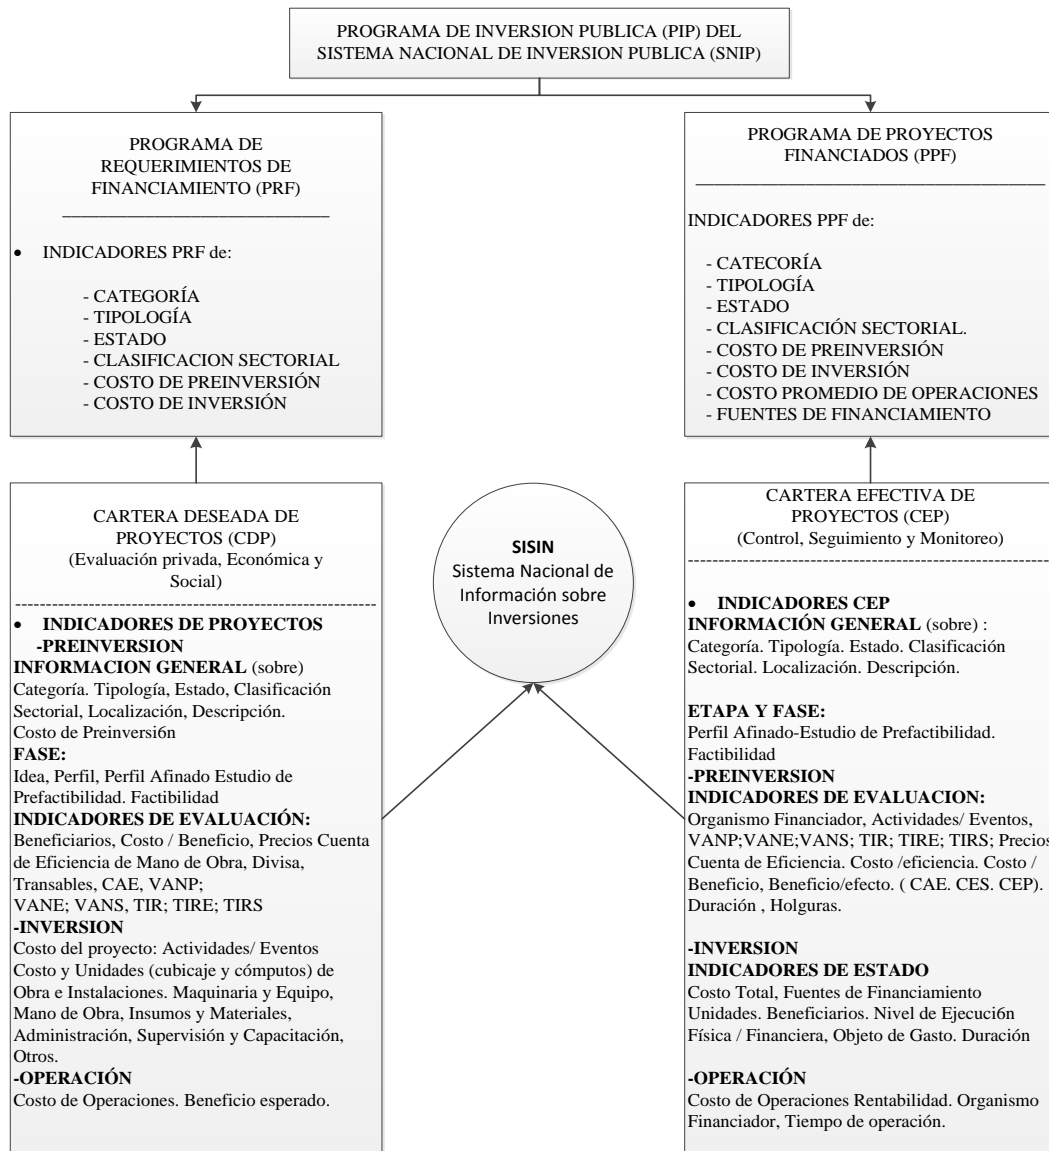 PROGRAMA DE INVERSION PUBLICA (PIP) DEL
SISTEMA NACIONAL DE INVERSION PUBLICA (SNIP)
PROGRAMA DE
REQUERIMIENTOS DE
FINANCIAMIENTO (PRF)
• INDICADORES PRF de:
- CATEGORÍA
- TIPOLOGÍA
- ESTADO
- CLASIFICACION SECTORIAL
- COSTO DE PREINVERSIÓN
- COSTO DE INVERSIÓN
PROGRAMA DE PROYECTOS
FINANCIADOS (PPF)
INDICADORES PPF de:
- CATECORÍA
- TIPOLOGÍA
- ESTADO
- CLASIFICACIÓN SECTORIAL.
- COSTO DE PREINVERSIÓN
- COSTO DE INVERSIÓN
- COSTO PROMEDIO DE OPERACIONES
- FUENTES DE FINANCIAMIENTO
CARTERA DESEADA DE
PROYECTOS (CDP)
(Evaluación privada, Económica y
Social)
• INDICADORES DE PROYECTOS
-PREINVERSION
INFORMACION GENERAL (sobre)
Categoría. Tipología, Estado, Clasificación
Sectorial, Localización, Descripción.
Costo de Preinversi6n
FASE:
Idea, Perfil, Perfil Afinado Estudio de
Prefactibilidad. Factibilidad
INDICADORES DE EVALUACIÓN:
Beneficiarios, Costo / Beneficio, Precios Cuenta
de Eficiencia de Mano de Obra, Divisa,
Transables, CAE, VANP;
VANE; VANS, TIR; TIRE; TIRS
-INVERSION
Costo del proyecto: Actividades/ Eventos
Costo y Unidades (cubicaje y cómputos) de
Obra e Instalaciones. Maquinaria y Equipo,
Mano de Obra, Insumos y Materiales,
Administración, Supervisión y Capacitación,
Otros.
-OPERACIÓN
Costo de Operaciones. Beneficio esperado.
SISIN
Sistema Nacional de
Información sobre
Inversiones
CARTERA EFECTIVA DE
PROYECTOS (CEP)
(Control, Seguimiento y Monitoreo)
• INDICADORES CEP
INFORMACIÓN GENERAL (sobre) :
Categoría. Tipología. Estado. Clasificación
Sectorial. Localización. Descripción.
ETAPA Y FASE:
Perfil Afinado-Estudio de Prefactibilidad.
Factibilidad
-PREINVERSION
INDICADORES DE EVALUACION:
Organismo Financiador, Actividades/ Eventos,
VANP;VANE;VANS; TIR; TIRE; TIRS; Precios
Cuenta de Eficiencia. Costo /eficiencia. Costo /
Beneficio, Beneficio/efecto. ( CAE. CES. CEP).
Duración , Holguras.
-INVERSION
INDICADORES DE ESTADO
Costo Total, Fuentes de Financiamiento
Unidades. Beneficiarios. Nivel de Ejecuci6n
Física / Financiera, Objeto de Gasto. Duración
-OPERACIÓN
Costo de Operaciones Rentabilidad. Organismo
Financiador, Tiempo de operación.